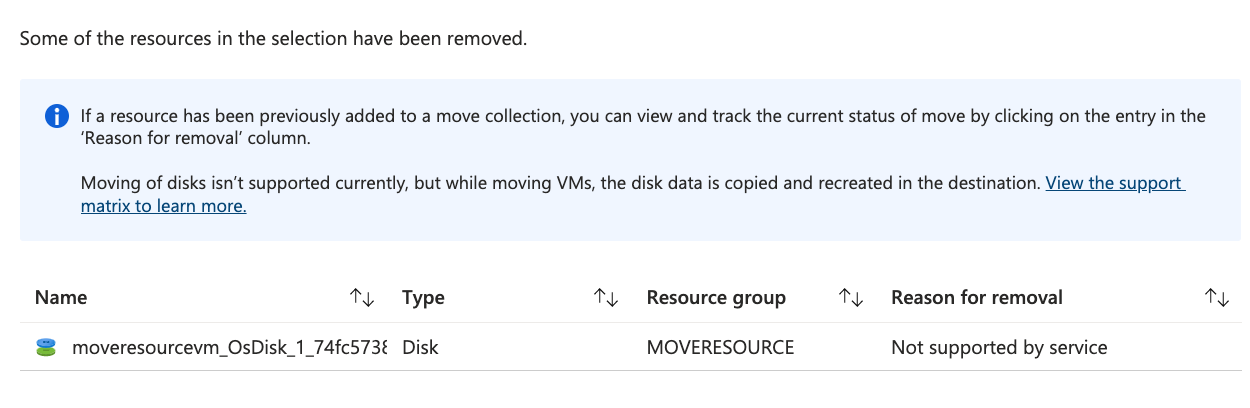 Some of the resources in the selection have been removed.
If a resource has been previously added to a move collection, you can view and track the current status of move by clicking on the entry in the
‘Reason for removal’ column.
Moving of disks isn’t supported currently, but while moving VMs, the disk data is copied and recreated in the destination. View the support
matrix to learn more.
Name Type Resource group Reason for removal
moveresourcevm_OsDisk_1_74fc5738 Disk MOVERESOURCE Not supported by service